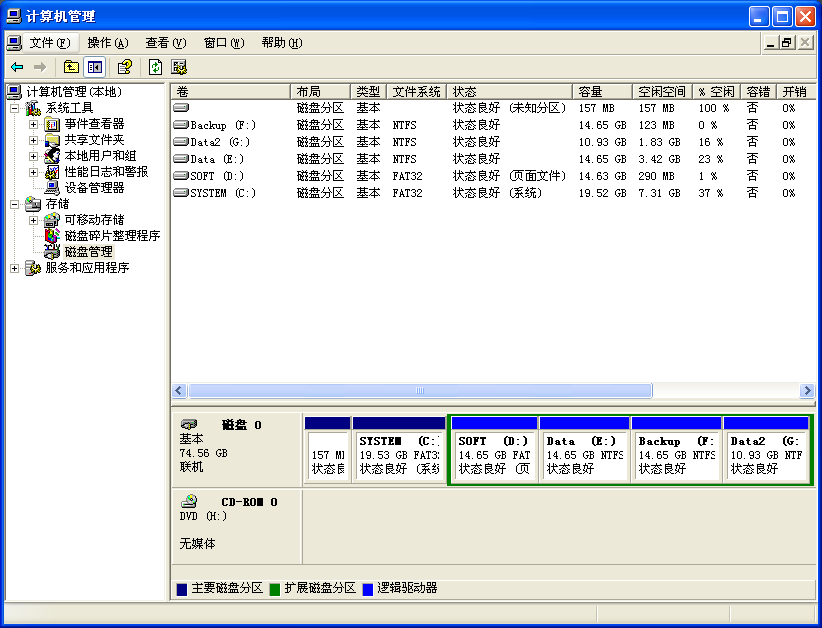 计算机管理
文件(F) 操作(A) 查看(V) 窗口(W) 帮助(H)
计算机管理(本地)
系统工具
事件查看器
共享文件夹
本地用户和组
性能日志和警报
设备管理器
存储
可移动存储
磁盘碎片整理程序
磁盘管理
服务和应用程序
卷 布局 类型 文件系统 状态 容量 空闲空间 % 空闲 容错 开销
磁盘分区 基本 状态良好 (未知分区) 157 MB 157 MB 100 % 否 0%
Backup (F:) 磁盘分区 基本 NTFS 状态良好 14.65 GB 123 MB 0 % 否 0%
Data2 (G:) 磁盘分区 基本 NTFS 状态良好 10.93 GB 1.83 GB 16 % 否 0%
Data (E:) 磁盘分区 基本 NTFS 状态良好 14.65 GB 3.42 GB 23 % 否 0%
SOFT (D:) 磁盘分区 基本 FAT32 状态良好 (页面文件) 14.63 GB 290 MB 1 % 否 0%
SYSTEM (C:) 磁盘分区 基本 FAT32 状态良好 (系统) 19.52 GB 7.31 GB 37 % 否 0%
磁盘 0
基本
74.56 GB
联机
157 M
状态良
SYSTEM (C:
19.53 GB FAT3
状态良好 (系统
SOFT (D:)
14.65 GB FAT
状态良好 (页
Data (E:)
14.65 GB NTFS
状态良好
Backup (F:
14.65 GB NTFS
状态良好
Data2 (G:
10.93 GB NTF
状态良好
CD-ROM 0
DVD (H:)
无媒体
主要磁盘分区 扩展磁盘分区 逻辑驱动器